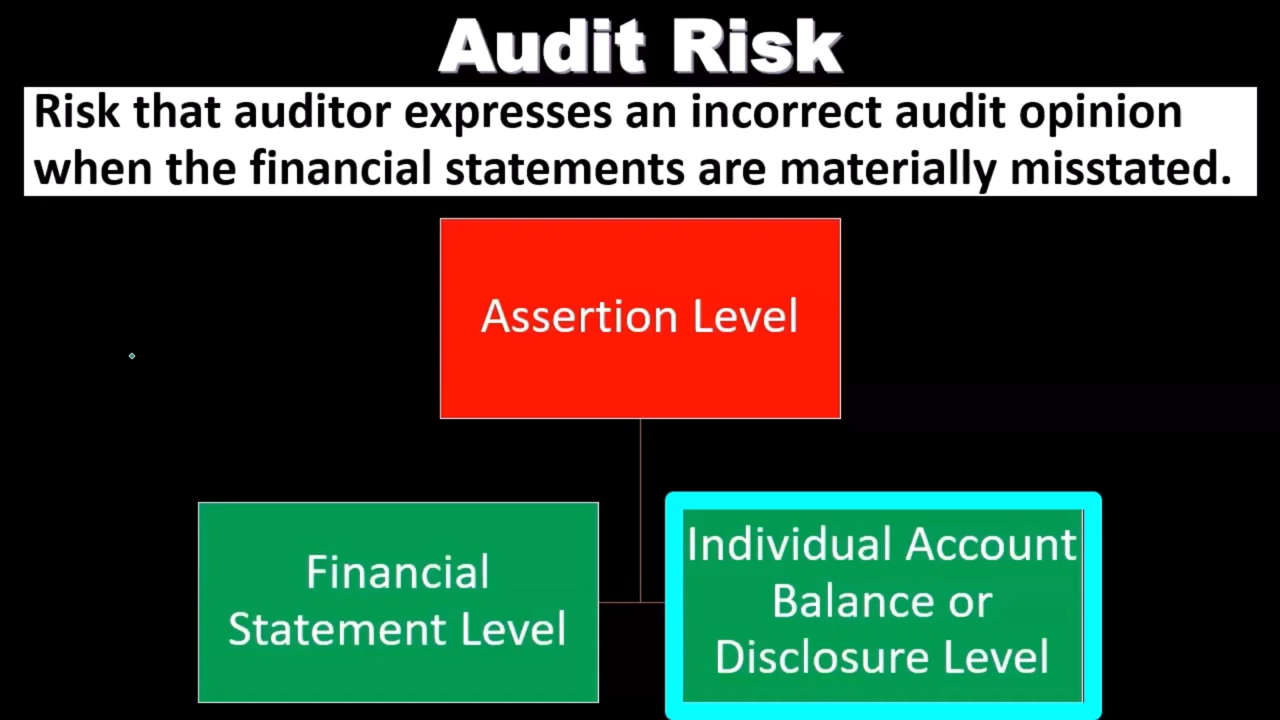 Audit Risk
Risk that auditor expresses an incorrect audit opinion
when the financial statements are materially misstated.
Assertion Level
Financial
Statement Level
Individual Account
Balance or
Disclosure Level